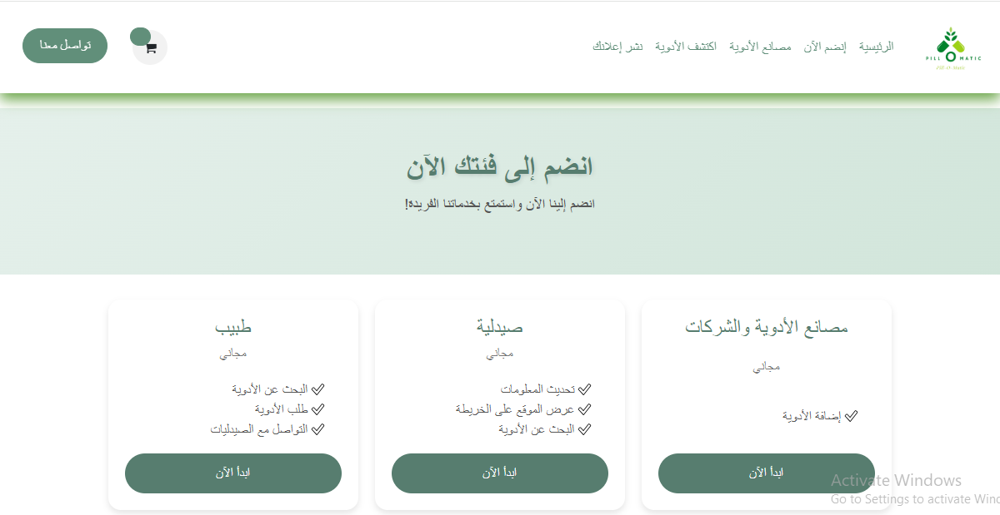 PILL O MATIC
Pill-O-Matic
الرئيسية
إنضم الآن
مصانع الأدوية
اكتشف الأدوية
نشر إعلانك
تواصل معنا
انضم إلى فئتك الآن
انضم إلينا الآن واستمتع بخدماتنا الفريدة!
مصانع الأدوية والشركات
مجاني
إضافة الأدوية
ابدأ الآن
صيدلية
مجاني
تحديث المعلومات
عرض الموقع على الخريطة
البحث عن الأدوية
ابدأ الآن
طبيب
مجاني
البحث عن الأدوية
طلب الأدوية
التواصل مع الصيدليات
ابدأ الآن
Activate Windows
Go to Settings to activate Wind